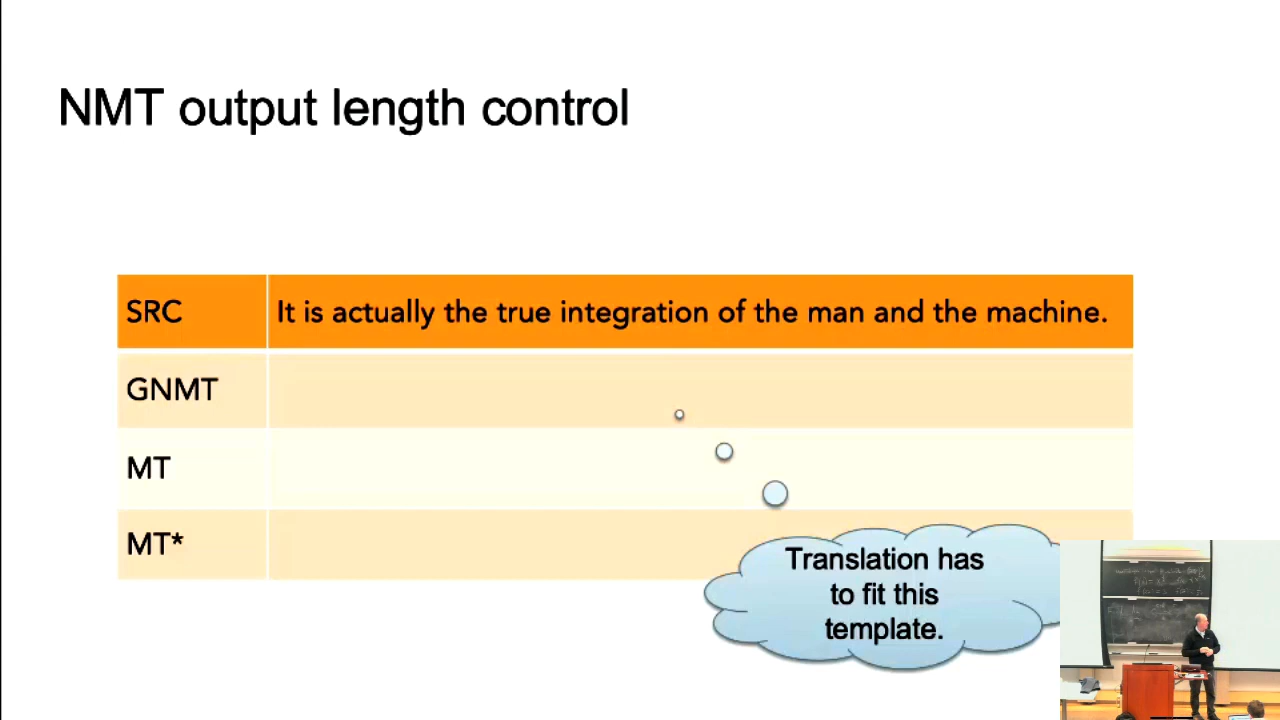 NMT output length control
SRC
It is actually the true integration of the man and the machine.
GNMT
MT
MT*
Translation has
to fit this
template.